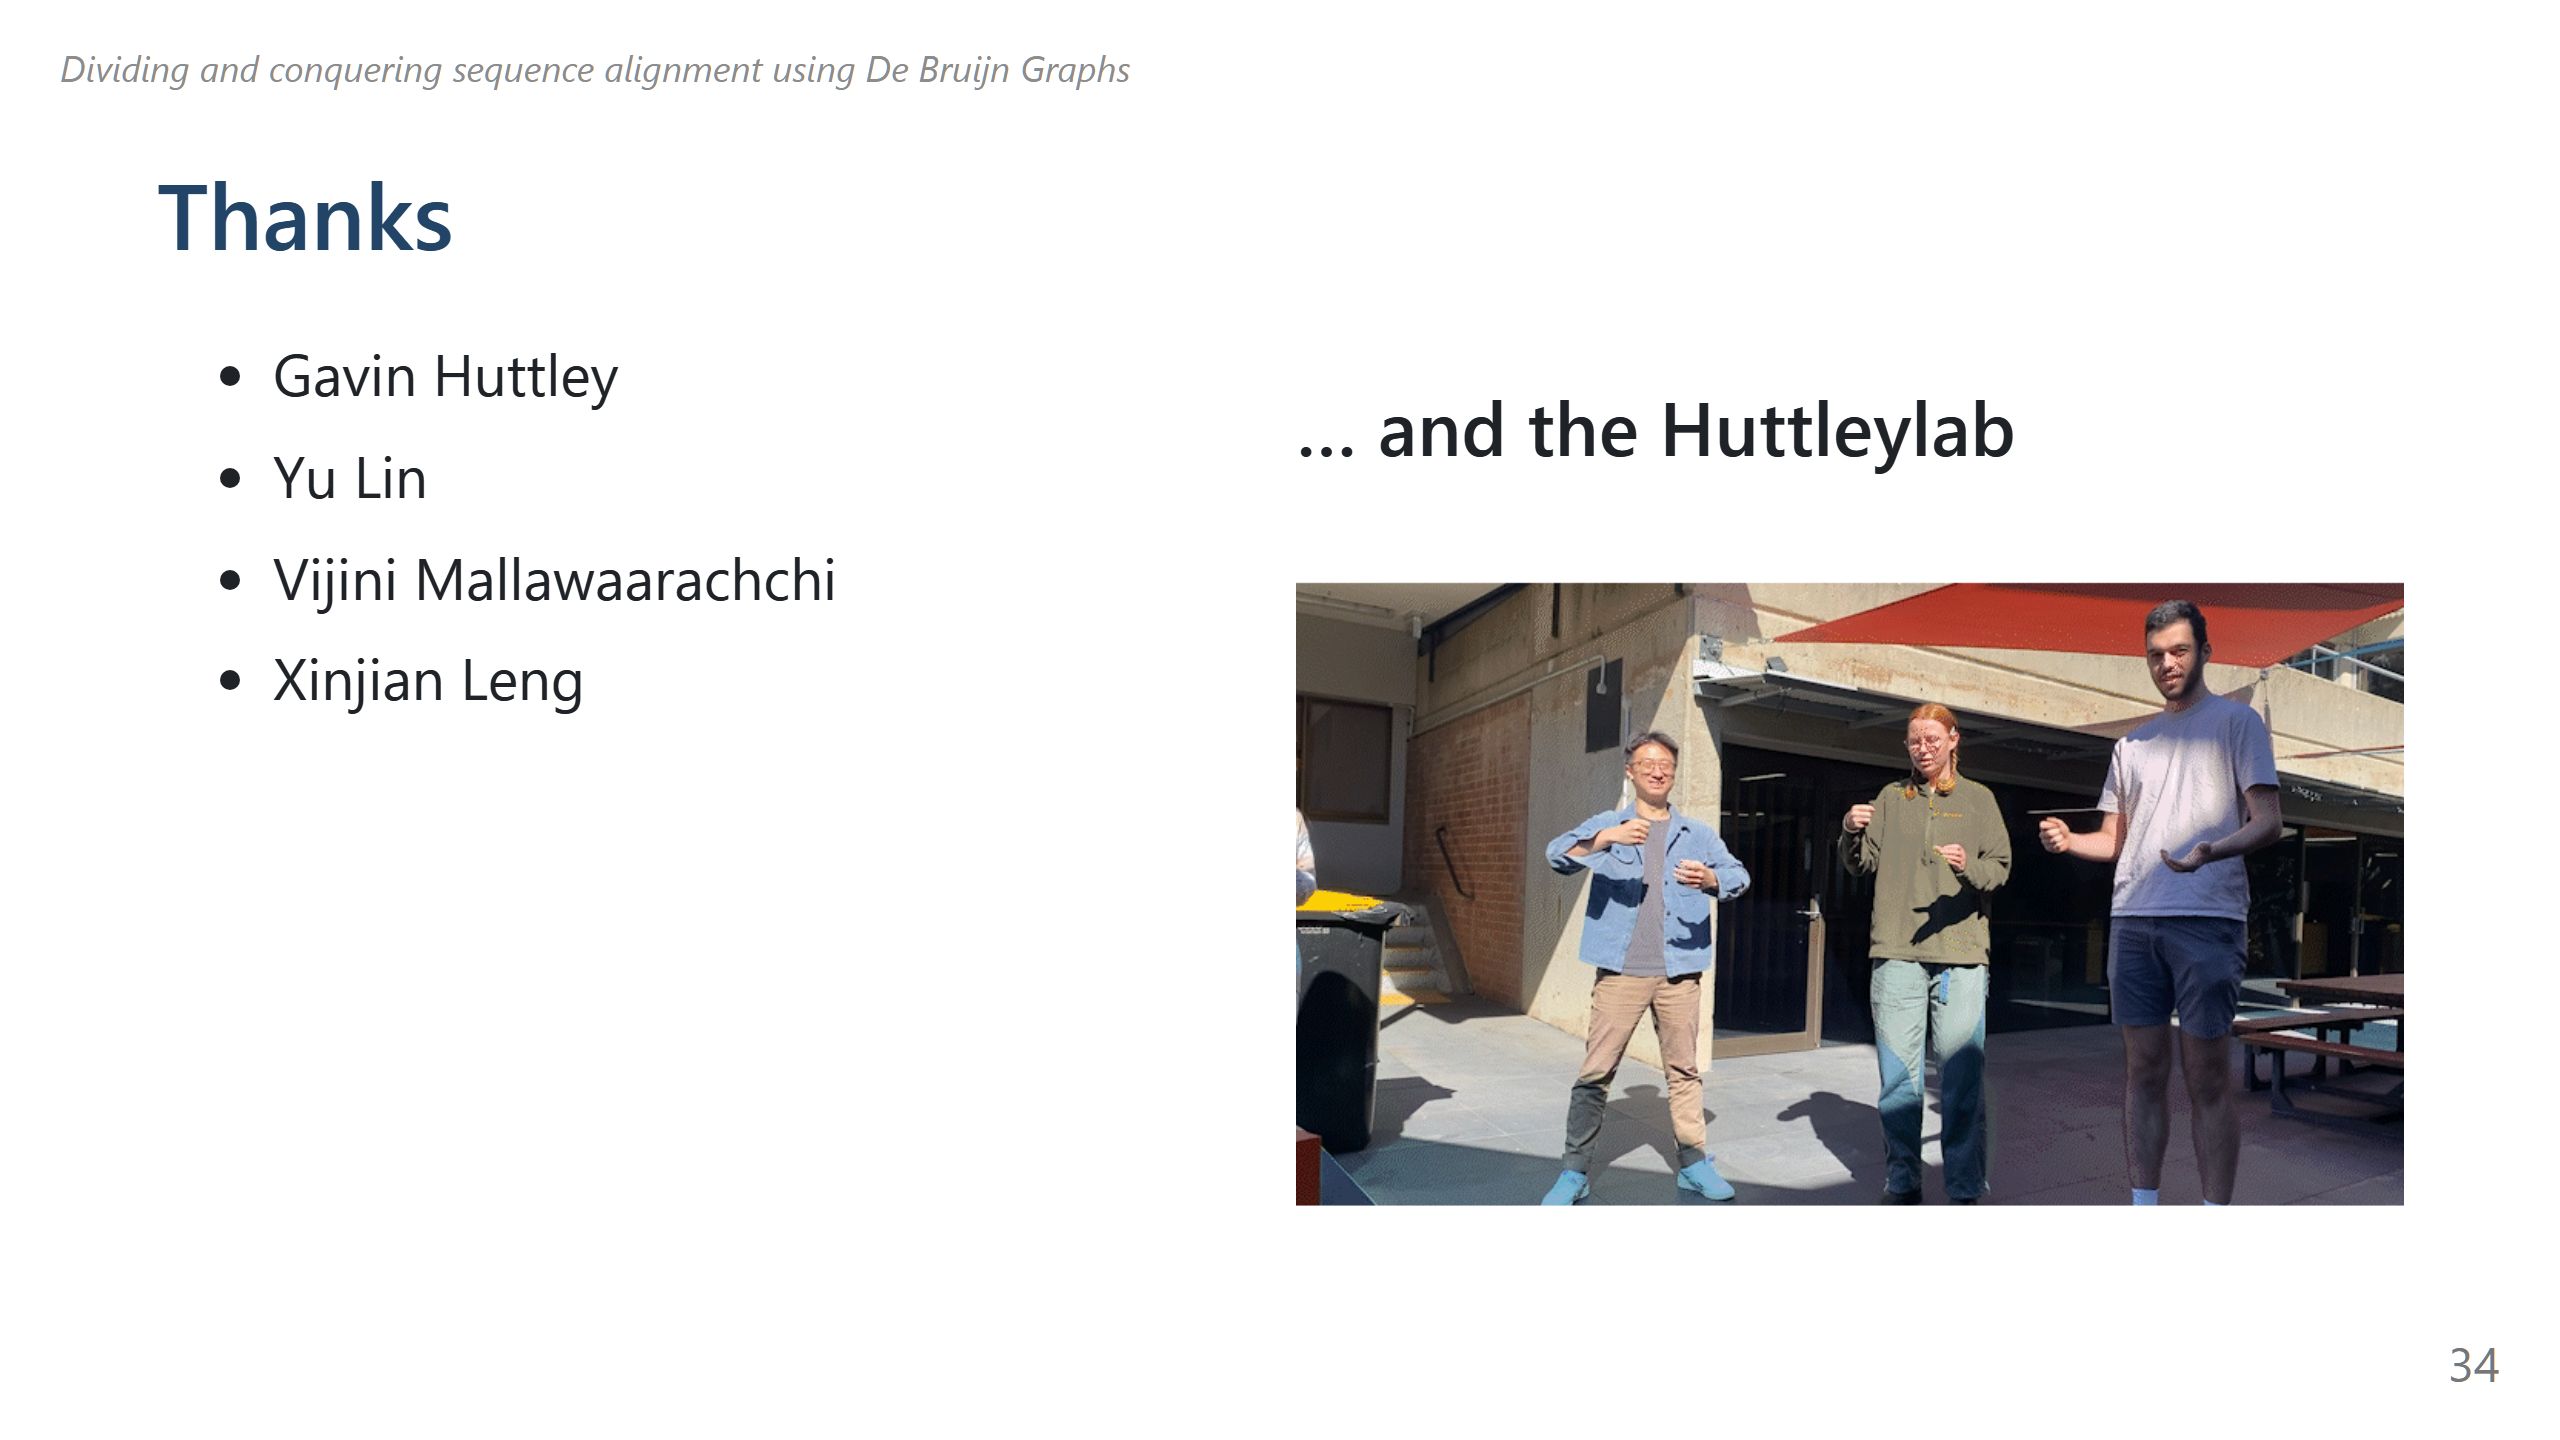 Dividing and conquering sequence alignment using De Bruijn Graphs
Thanks
• Gavin Huttley
• Yu Lin
• Vijini Mallawaarachchi
• Xinjian Leng
... and the Huttleylab
34